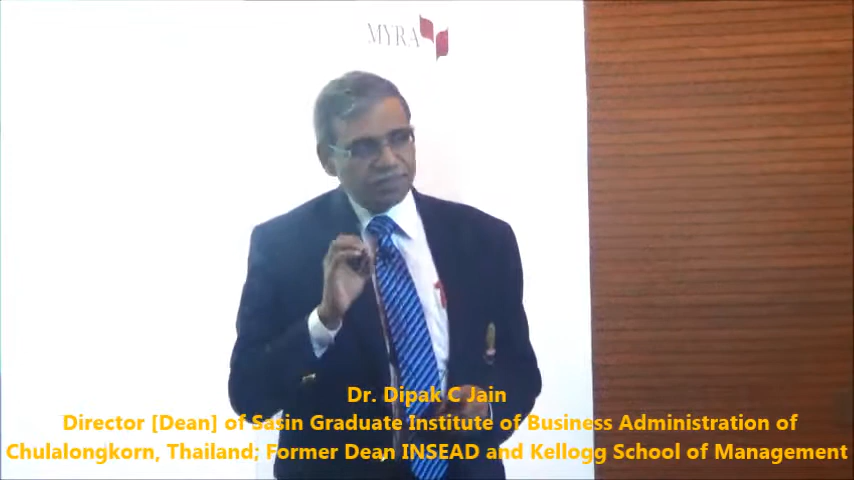 MYRA
Dr. Dipak C Jain
Director [Dean] of Sasin Graduate Institute of Business Administration of
Chulalongkorn, Thailand; Former Dean INSEAD and Kellogg School of Management